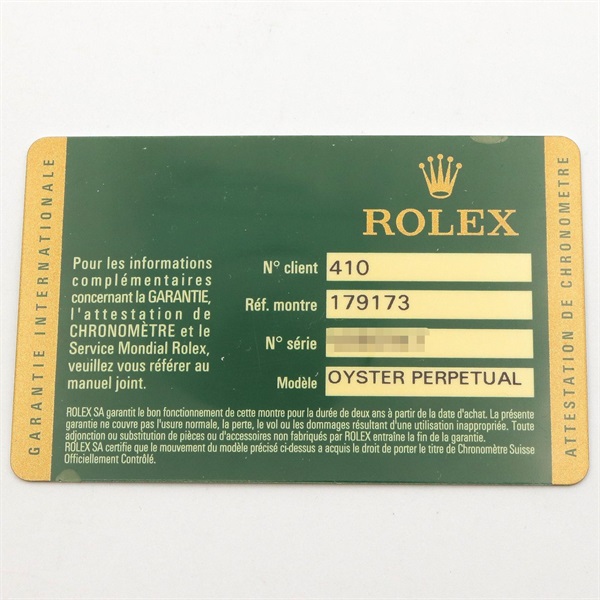 GARANTIE INTERNATIONALE
ROLEX
Pour les informations
complémentaires
concernant la GARANTIE,
l'attestation de
CHRONOMÈTRE et le
Service Mondial Rolex,
veuillez vous référer au
manuel joint.
N° client 410
Réf. montre 179173
N° série
Modèle OYSTER PERPETUAL
ROLEX SA garantit le bon fonctionnement de cette montre pour la durée de deux ans à partir de la date d'achat. La présente
garantie ne couvre pas l'usure normale, la perte, le vol ou les dommages résultant d'une utilisation inappropriée. Toute
adjonction ou substitution de pièces ou d'accessoires non fabriqués par ROLEX entraîne la fin de la garantie.
ROLEX SA certifie que le mouvement du modèle précisé ci-dessus a acquis le droit de porter le titre de Chronomètre Suisse
Officiellement Contrôlé.
ATTESTATION DE CHRONOMETRE